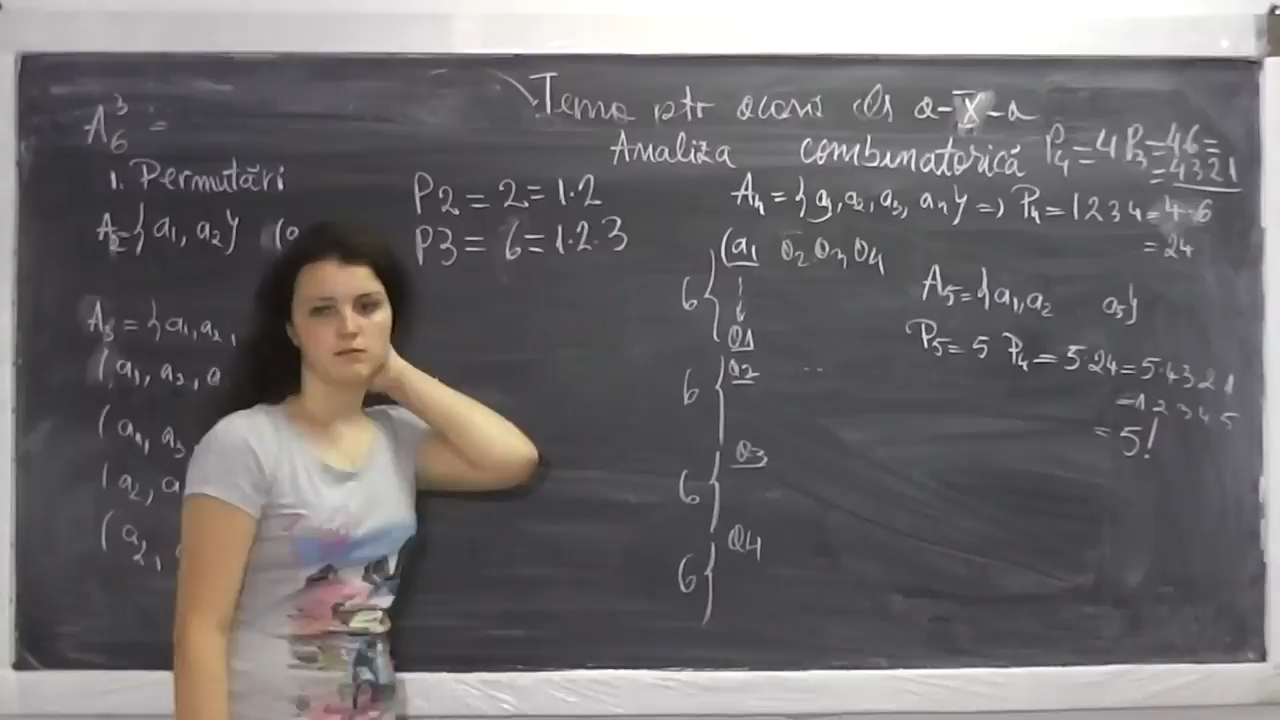 Tema ptr acasă cls a-X-a
Analiza combinatorică
A₆³ =
1. Permutări
A₂={a₁, a₂} (a
A₃ = {a₁, a₂,
(a₁, a₂, a
(a₁, a₃
(a₂, a
(a₂,
P2 = 2 = 1·2
P3 = 6 = 1·2·3
A₄ = {a₁, a₂, a₃, a₄} => P₄ = 1 2 3 4 = 4·6
= 24
(a₁ a₂ a₃ a₄
6{
a1
6{ a2 ..
6{ a3
6{ a4
P₄ = 4 P₃ = 4 6 =
= 4 3 2 1
A₅={a₁, a₂ a₅}
P₅ = 5 P₄ = 5·24 = 5·4 3 2 1
= 1 2 3 4 5
= 5!